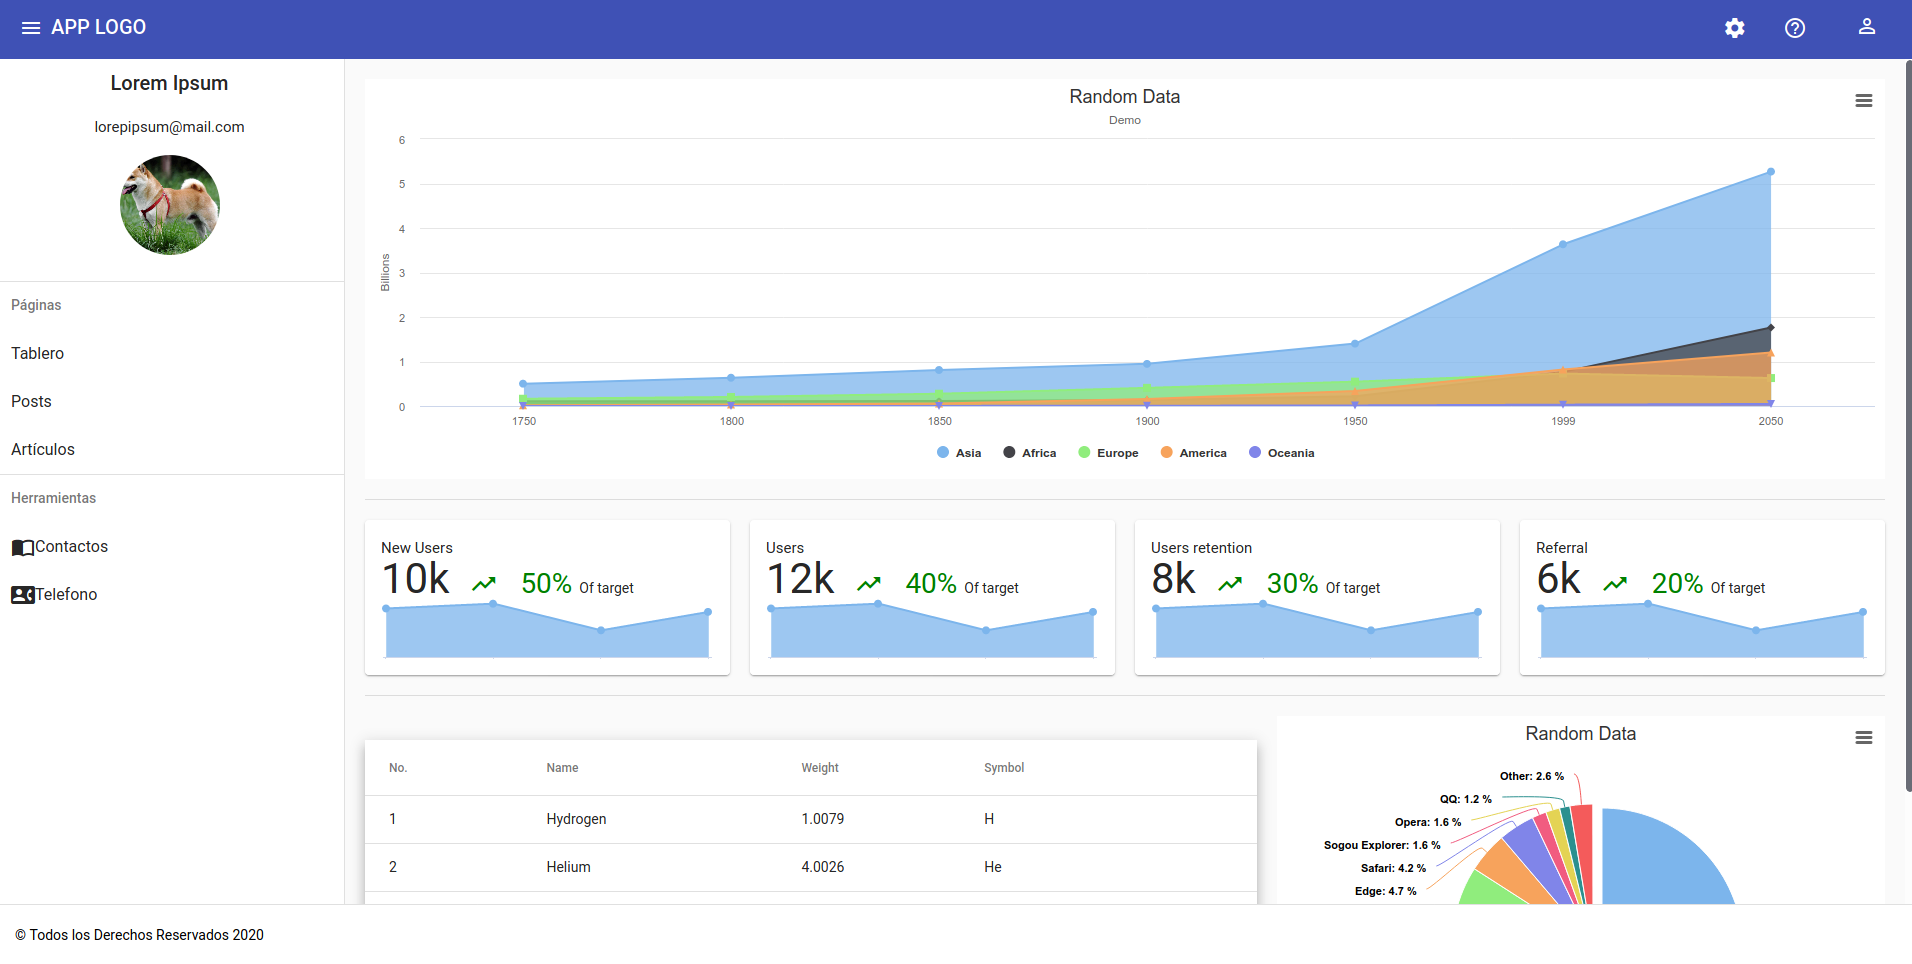 APP LOGO
Lorem Ipsum
lorepipsum@mail.com
Páginas
Tablero
Posts
Artículos
Herramientas
Contactos
Telefono
Random Data
Demo
Billions
6
5
4
3
2
1
0
1750 1800 1850 1900 1950 1999 2050
Asia Africa Europe America Oceania
New Users
10k 50% Of target
Users
12k 40% Of target
Users retention
8k 30% Of target
Referral
6k 20% Of target
No. Name Weight Symbol
1 Hydrogen 1.0079 H
2 Helium 4.0026 He
Random Data
Other: 2.6 %
QQ: 1.2 %
Opera: 1.6 %
Sogou Explorer: 1.6 %
Safari: 4.2 %
Edge: 4.7 %
© Todos los Derechos Reservados 2020